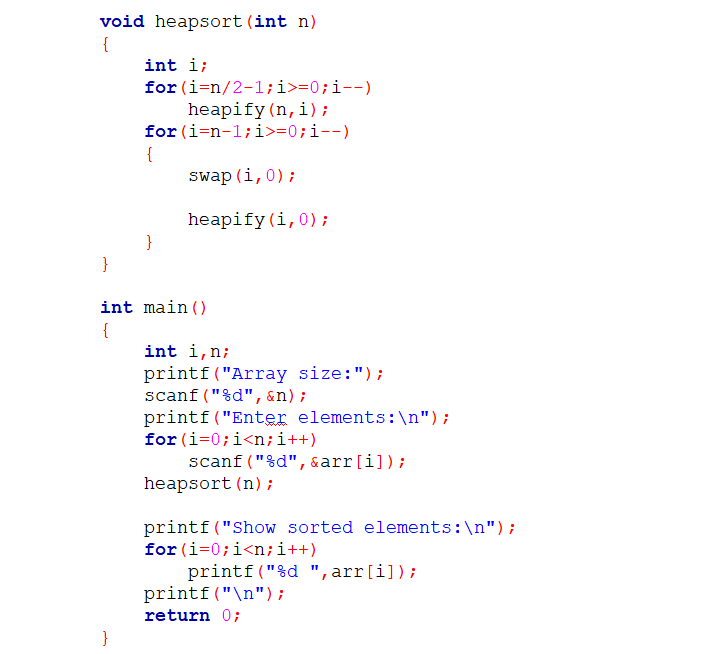 void heapsort(int n)
{
    int i;
    for(i=n/2-1;i>=0;i--)
        heapify(n,i);
    for(i=n-1;i>=0;i--)
    {
        swap(i,0);

        heapify(i,0);
    }
}

int main()
{
    int i,n;
    printf("Array size:");
    scanf("%d",&n);
    printf("Enter elements:\n");
    for(i=0;i<n;i++)
        scanf("%d",&arr[i]);
    heapsort(n);

    printf("Show sorted elements:\n");
    for(i=0;i<n;i++)
        printf("%d ",arr[i]);
    printf("\n");
    return 0;
}